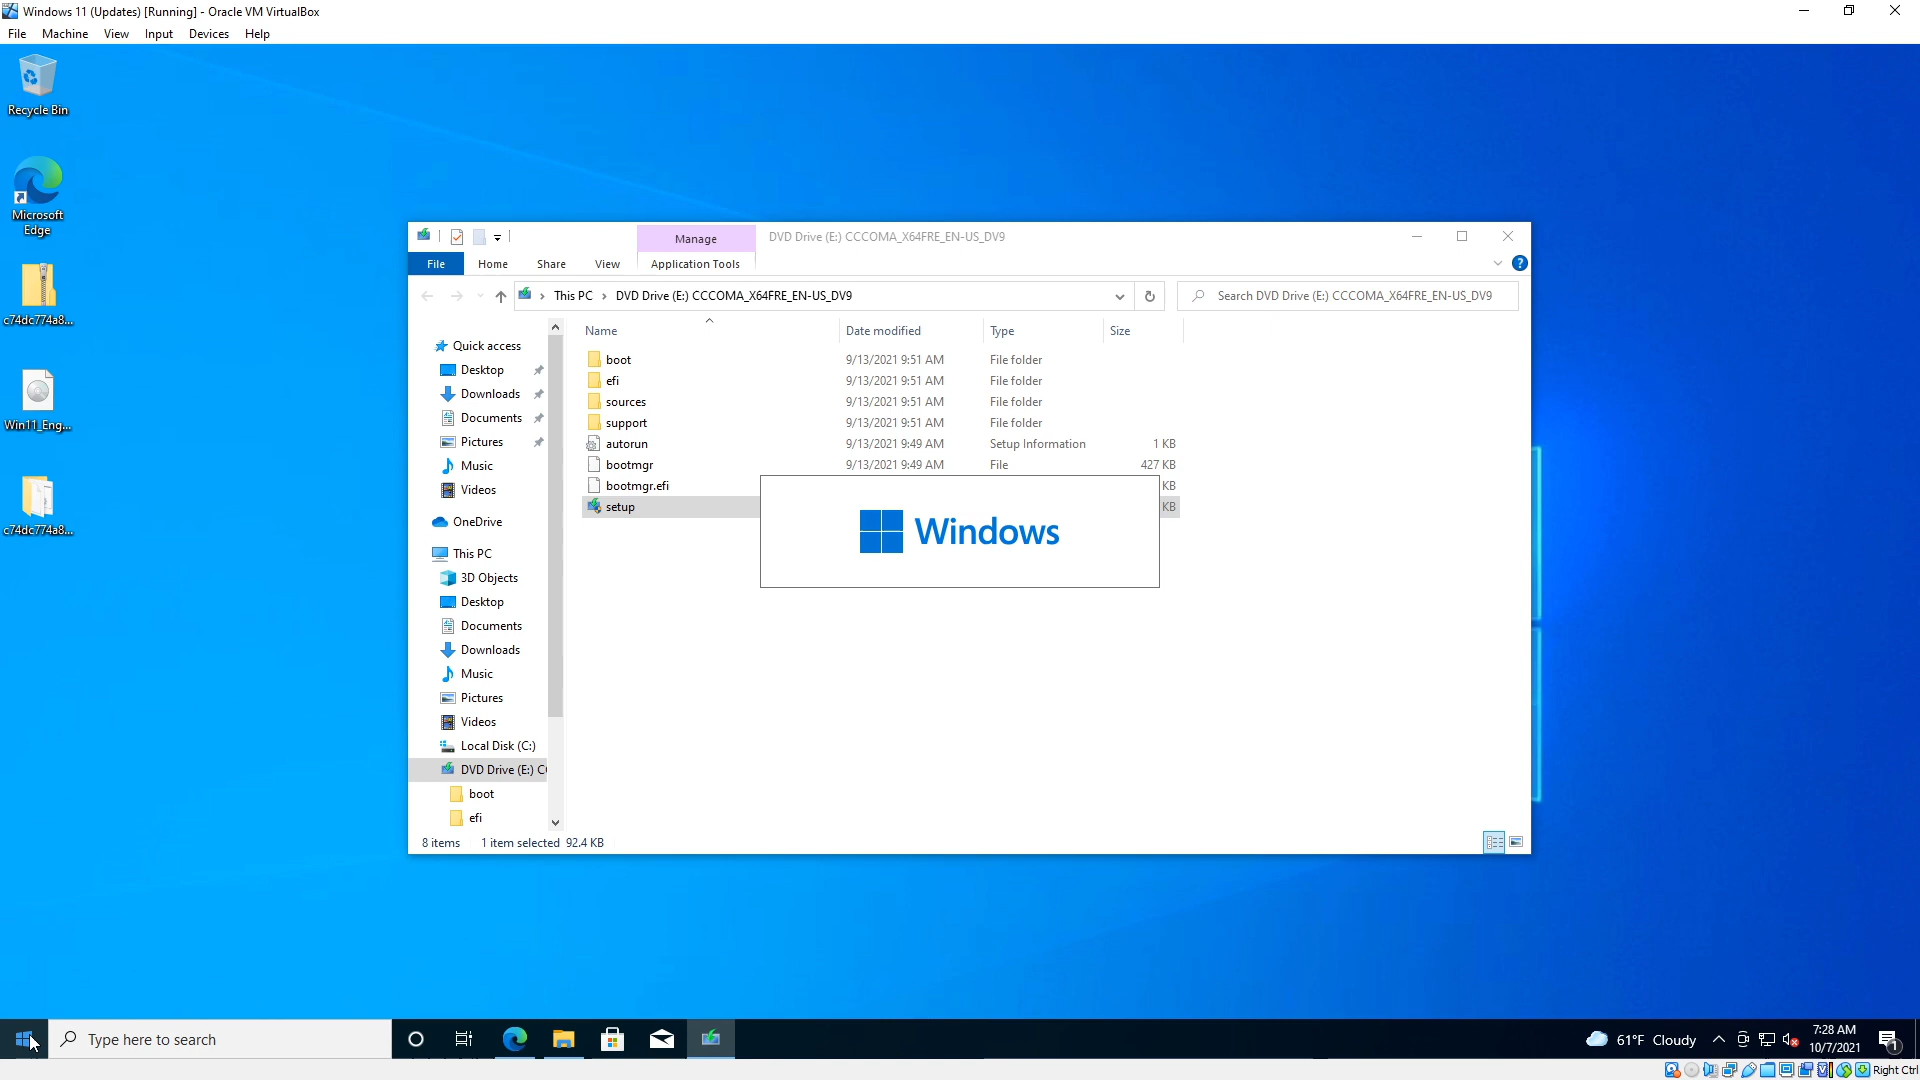 Windows 11 (Updates) [Running] - Oracle VM VirtualBox
File Machine View Input Devices Help
Recycle Bin
Microsoft
Edge
c74dc774a8...
Win11_Eng...
c74dc774a8...
Manage
DVD Drive (E:) CCCOMA_X64FRE_EN-US_DV9
File Home Share View Application Tools
This PC > DVD Drive (E:) CCCOMA_X64FRE_EN-US_DV9
Search DVD Drive (E:) CCCOMA_X64FRE_EN-US_DV9
Quick access
Desktop
Downloads
Documents
Pictures
Music
Videos
OneDrive
This PC
3D Objects
Desktop
Documents
Downloads
Music
Pictures
Videos
Local Disk (C:)
DVD Drive (E:) C
boot
efi
Name Date modified Type Size
boot 9/13/2021 9:51 AM File folder
efi 9/13/2021 9:51 AM File folder
sources 9/13/2021 9:51 AM File folder
support 9/13/2021 9:51 AM File folder
autorun 9/13/2021 9:49 AM Setup Information 1 KB
bootmgr 9/13/2021 9:49 AM File 427 KB
bootmgr.efi KB
setup KB
Windows
8 items 1 item selected 92.4 KB
Type here to search
61°F Cloudy
7:28 AM
10/7/2021
1
Right Ctrl